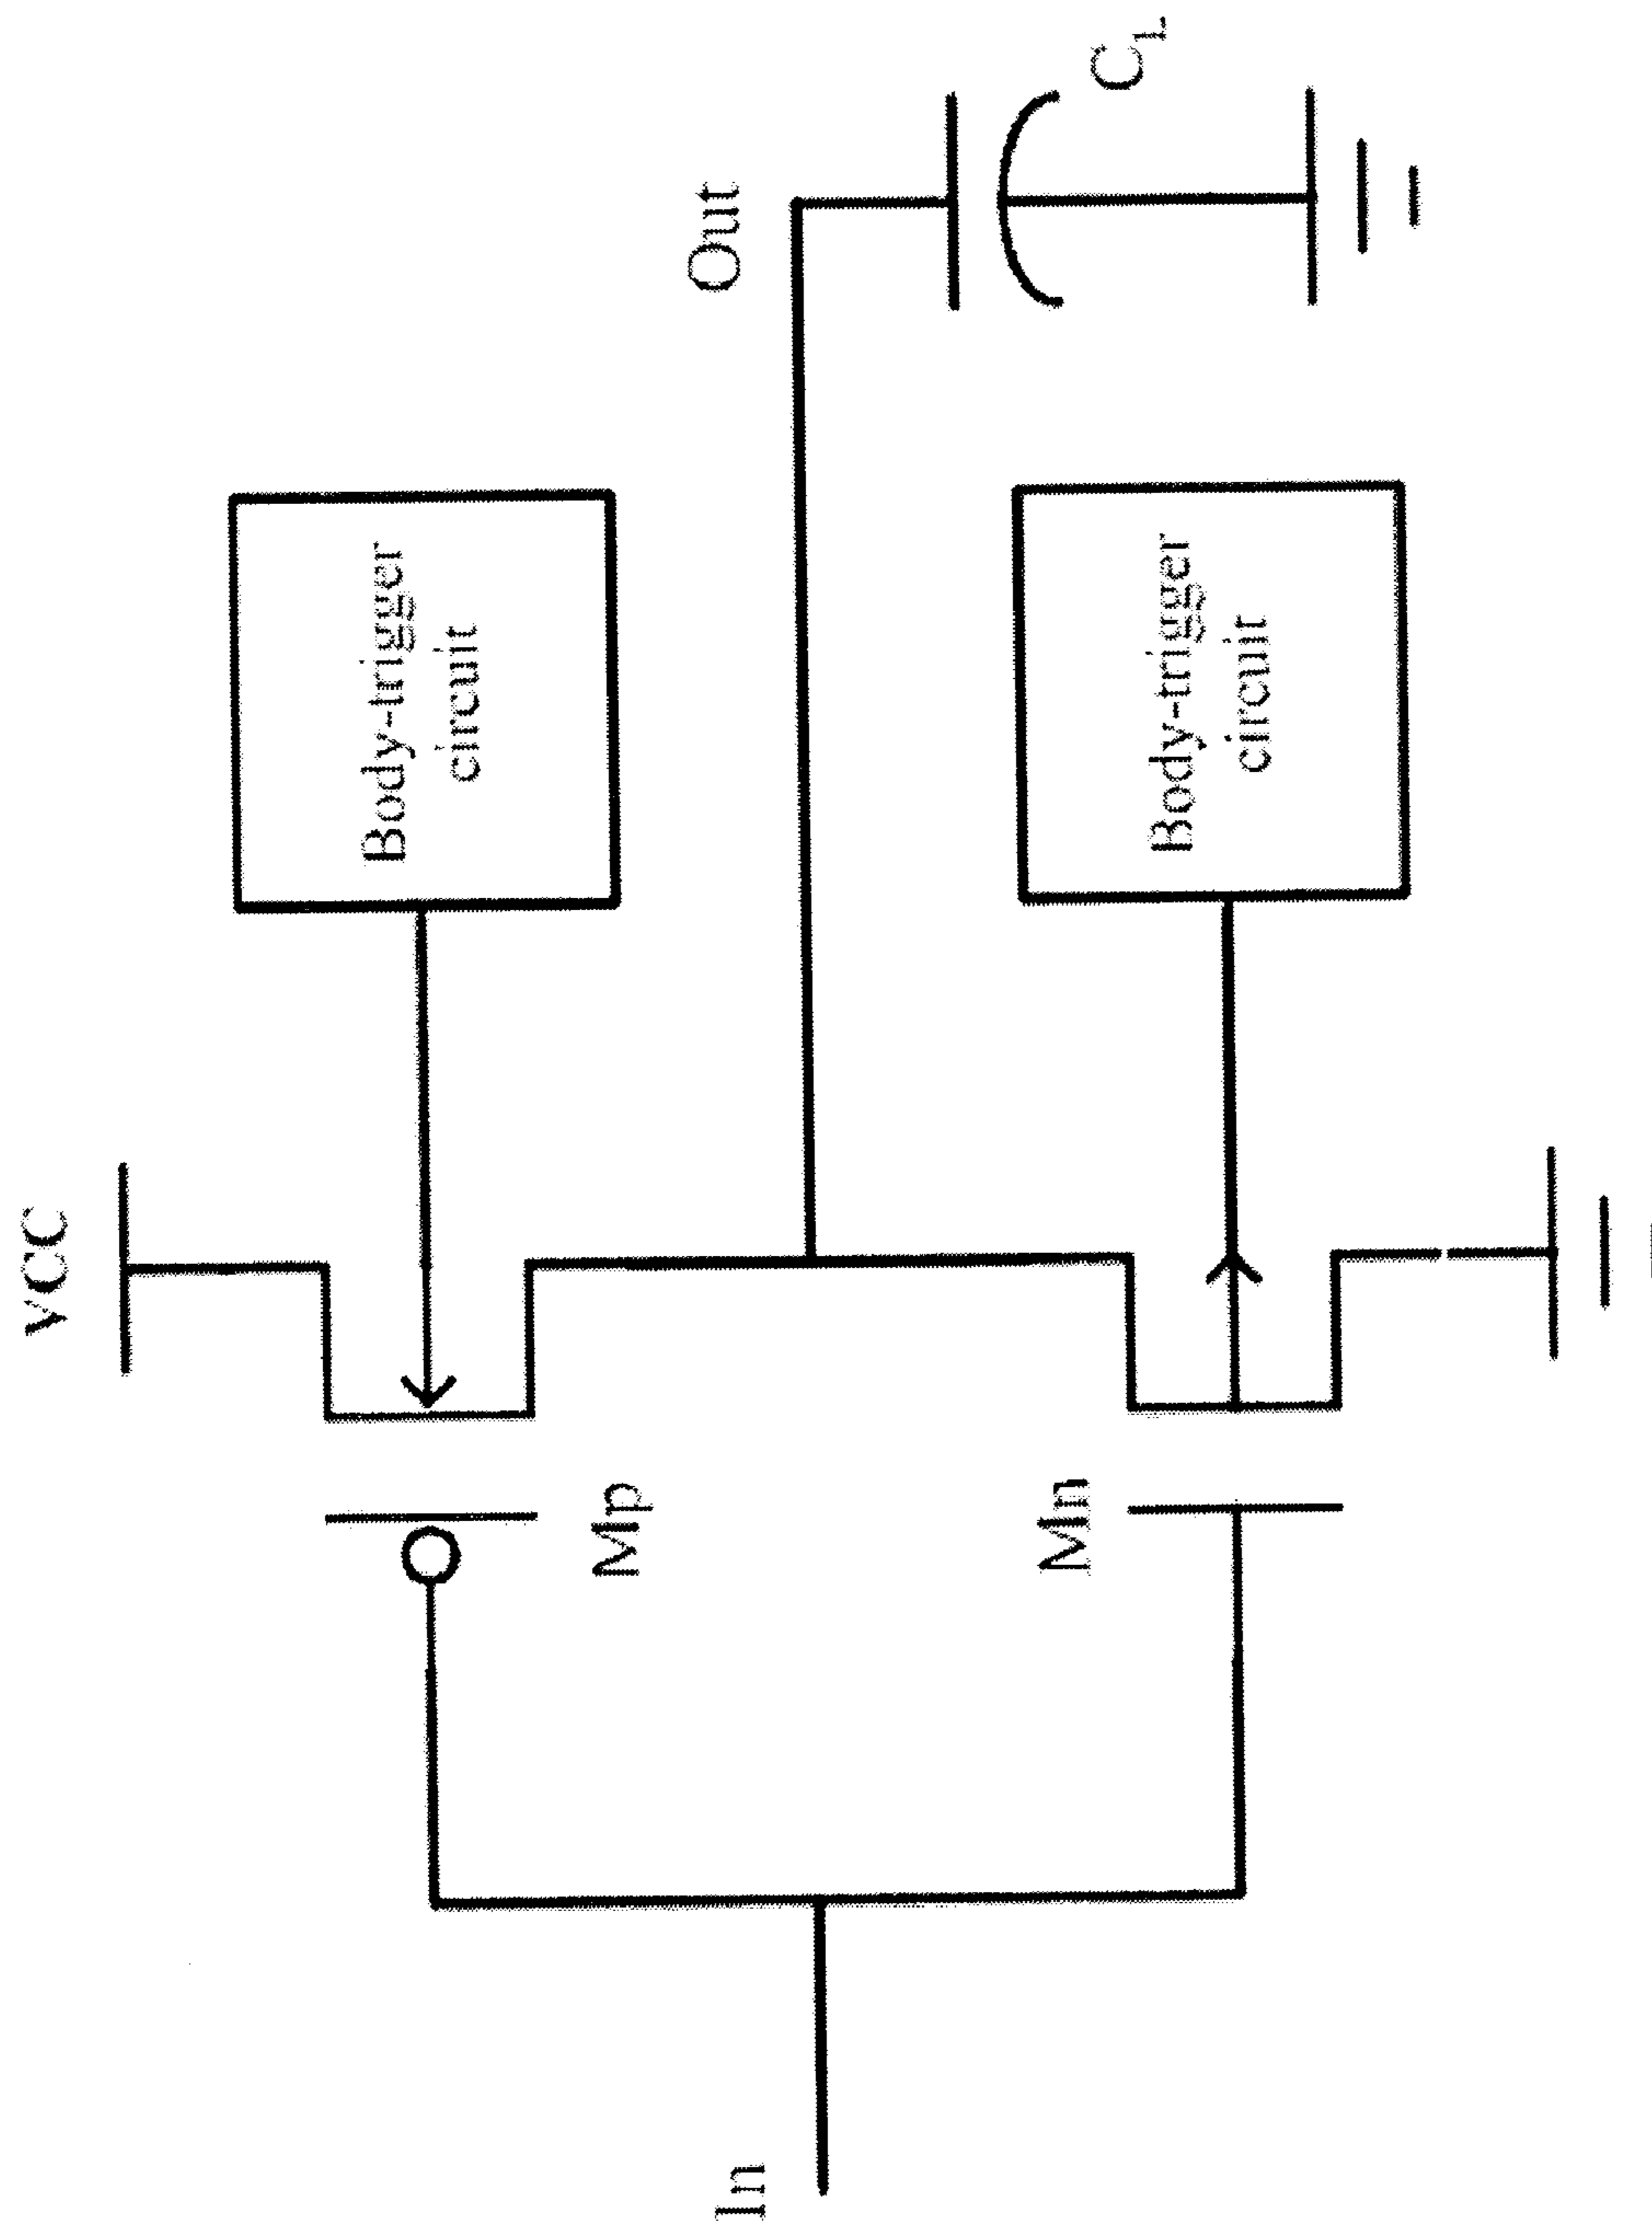 VCC
Body-trigger
circuit
Mp
Out
In
Mn
Body-trigger
circuit
CL